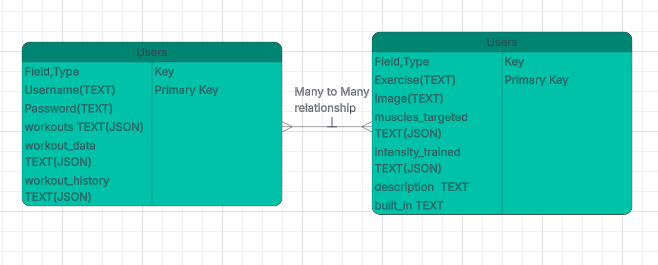 Users
Field,Type Key
Username(TEXT) Primary Key
Password(TEXT)
workouts TEXT(JSON)
workout_data
TEXT(JSON)
workout_history
TEXT(JSON)
Many to Many
relationship
Users
Field,Type Key
Exercise(TEXT) Primary Key
Image(TEXT)
muscles_targeted
TEXT(JSON)
intensity_trained
TEXT(JSON)
description TEXT
built_in TEXT